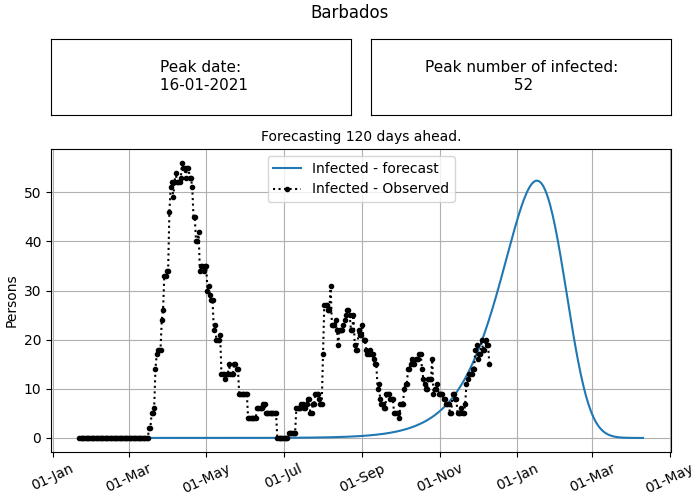 Barbados
Peak date:
16-01-2021
Peak number of infected:
52
Forecasting 120 days ahead.
Infected - forecast
Infected - Observed
Persons
50
40
30
20
10
0
01-Jan
01-Mar
01-May
01-Jul
01-Sep
01-Nov
01-Jan
01-Mar
01-May